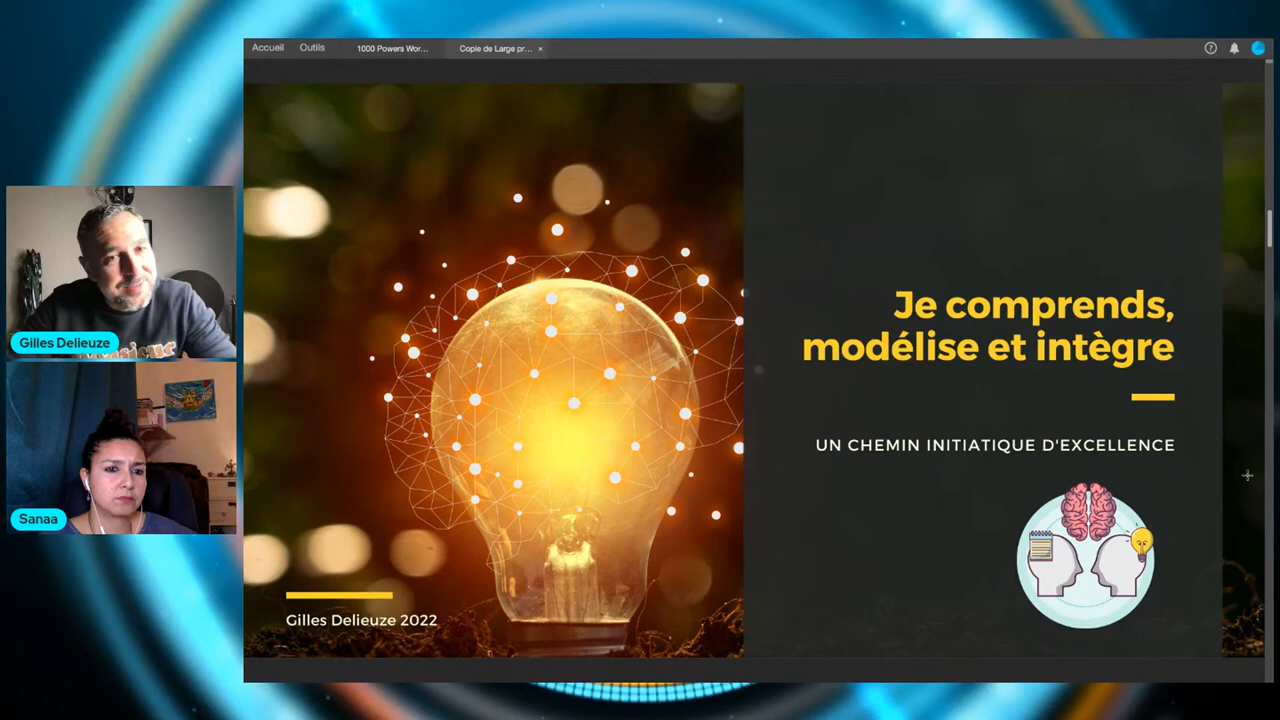 Accueil
Outils
1000 Powers Wor...
Copie de Large pr... ×
Gilles Delieuze
Sanaa
Je comprends,
modélise et intègre
UN CHEMIN INITIATIQUE D'EXCELLENCE
Gilles Delieuze 2022